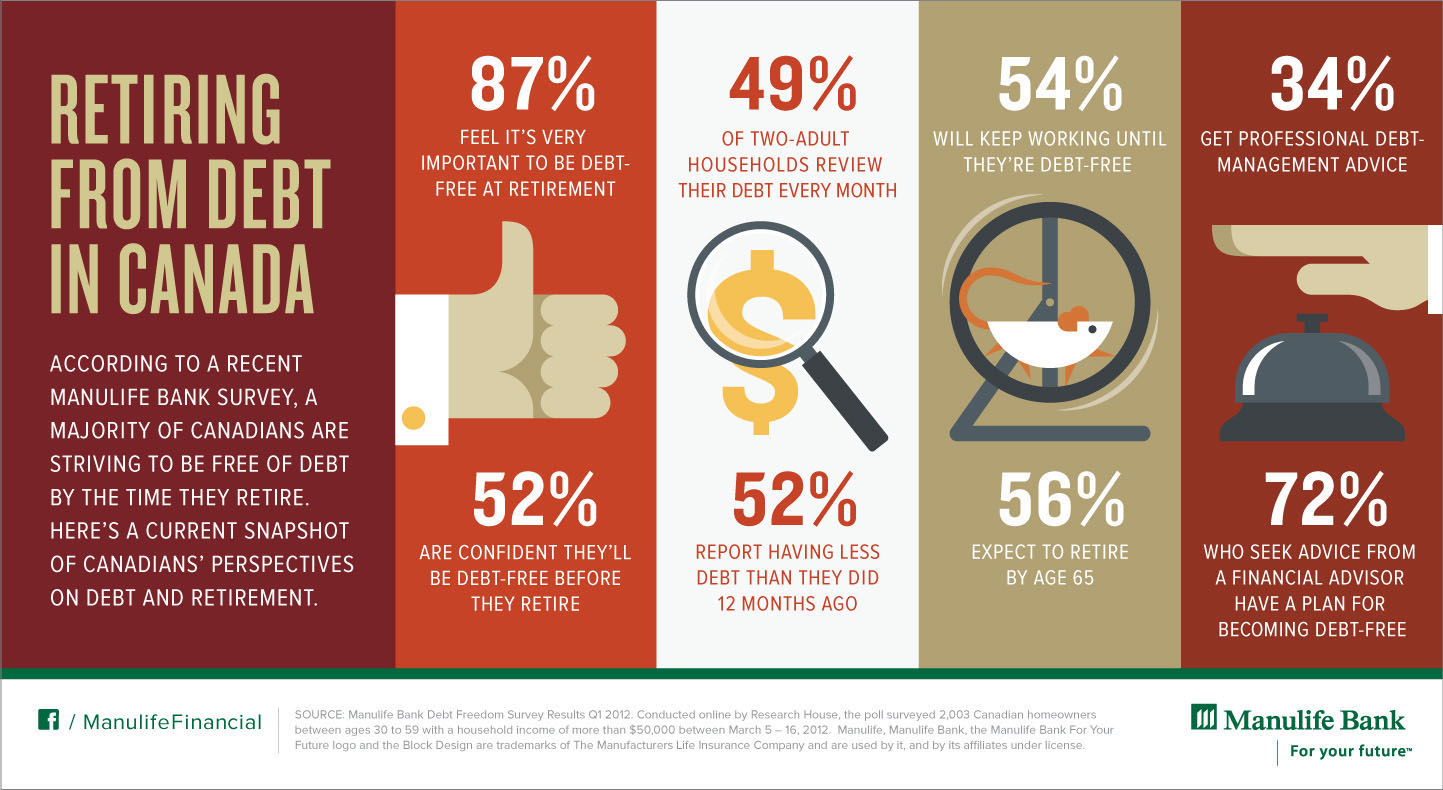 RETIRING
FROM DEBT
IN CANADA
ACCORDING TO A RECENT
MANULIFE BANK SURVEY, A
MAJORITY OF CANADIANS ARE
STRIVING TO BE FREE OF DEBT
BY THE TIME THEY RETIRE.
HERE'S A CURRENT SNAPSHOT
OF CANADIANS' PERSPECTIVES
ON DEBT AND RETIREMENT.
87%
FEEL IT'S VERY
IMPORTANT TO BE DEBT-
FREE AT RETIREMENT
52%
ARE CONFIDENT THEY'LL
BE DEBT-FREE BEFORE
THEY RETIRE
49%
OF TWO-ADULT
HOUSEHOLDS REVIEW
THEIR DEBT EVERY MONTH
$
52%
REPORT HAVING LESS
DEBT THAN THEY DID
12 MONTHS AGO
54%
WILL KEEP WORKING UNTIL
THEY'RE DEBT-FREE
56%
EXPECT TO RETIRE
BY AGE 65
34%
GET PROFESSIONAL DEBT-
MANAGEMENT ADVICE
72%
WHO SEEK ADVICE FROM
A FINANCIAL ADVISOR
HAVE A PLAN FOR
BECOMING DEBT-FREE
f / ManulifeFinancial
SOURCE: Manulife Bank Debt Freedom Survey Results Q1 2012. Conducted online by Research House, the poll surveyed 2,003 Canadian homeowners
between ages 30 to 59 with a household income of more than $50,000 between March 5 – 16, 2012. Manulife, Manulife Bank, the Manulife Bank For Your
Future logo and the Block Design are trademarks of The Manufacturers Life Insurance Company and are used by it, and by its affiliates under license.
Manulife Bank
For your future™